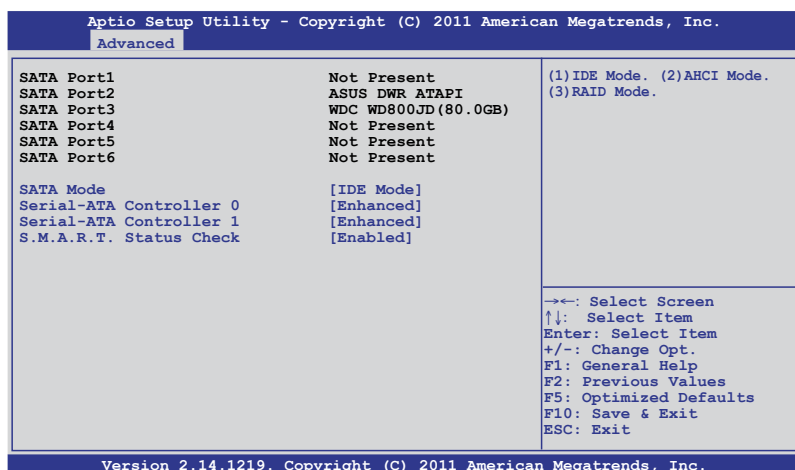 Aptio Setup Utility - Copyright (C) 2011 American Megatrends, Inc.
Advanced
SATA Port1 Not Present
SATA Port2 ASUS DWR ATAPI
SATA Port3 WDC WD800JD(80.0GB)
SATA Port4 Not Present
SATA Port5 Not Present
SATA Port6 Not Present
SATA Mode [IDE Mode]
Serial-ATA Controller 0 [Enhanced]
Serial-ATA Controller 1 [Enhanced]
S.M.A.R.T. Status Check [Enabled]
(1)IDE Mode. (2)AHCI Mode.
(3)RAID Mode.
→←: Select Screen
↑↓: Select Item
Enter: Select Item
+/-: Change Opt.
F1: General Help
F2: Previous Values
F5: Optimized Defaults
F10: Save & Exit
ESC: Exit
Version 2.14.1219. Copyright (C) 2011 American Megatrends, Inc.